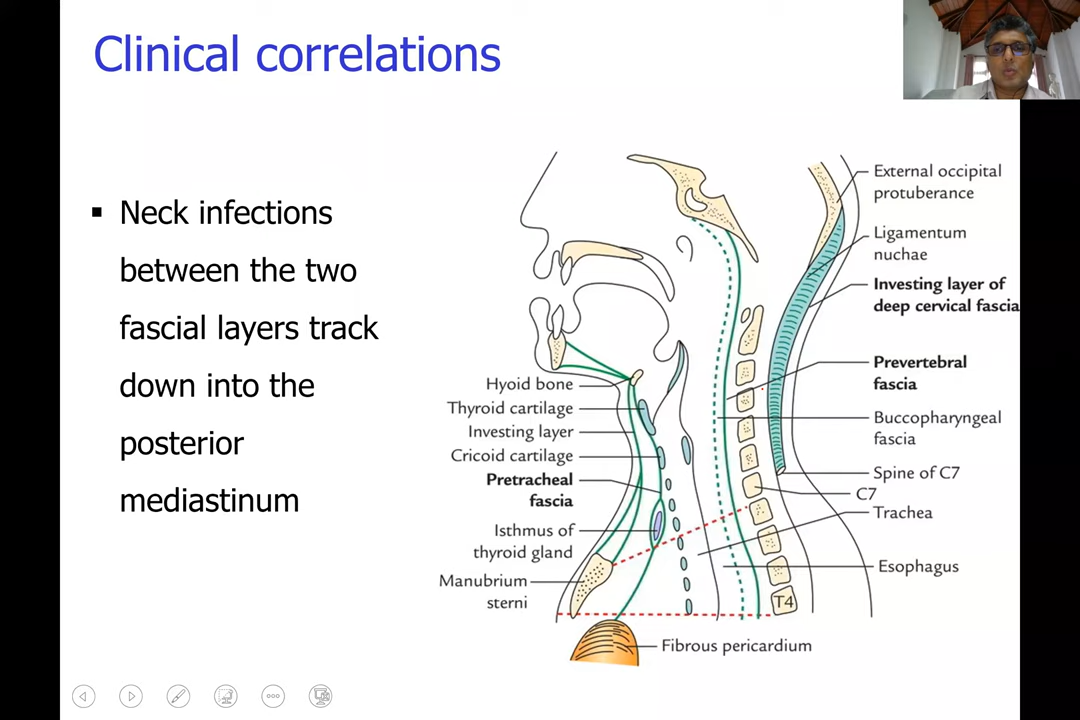 Clinical correlations
▪ Neck infections
between the two
fascial layers track
down into the
posterior
mediastinum
Hyoid bone
Thyroid cartilage
Investing layer
Cricoid cartilage
Pretracheal
fascia
Isthmus of
thyroid gland
Manubrium
sterni
External occipital
protuberance
Ligamentum
nuchae
Investing layer of
deep cervical fascia
Prevertebral
fascia
Buccopharyngeal
fascia
Spine of C7
C7
Trachea
Esophagus
T4
Fibrous pericardium